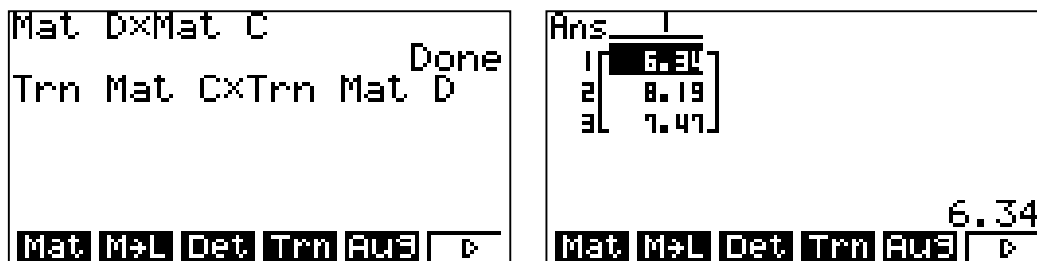 Mat D×Mat C
Done
Trn Mat C×Trn Mat D
Mat M→L Det Trn Aug ▷
Ans 1
1 6.34
2 8.19
3 7.47
6.34
Mat M→L Det Trn Aug ▷